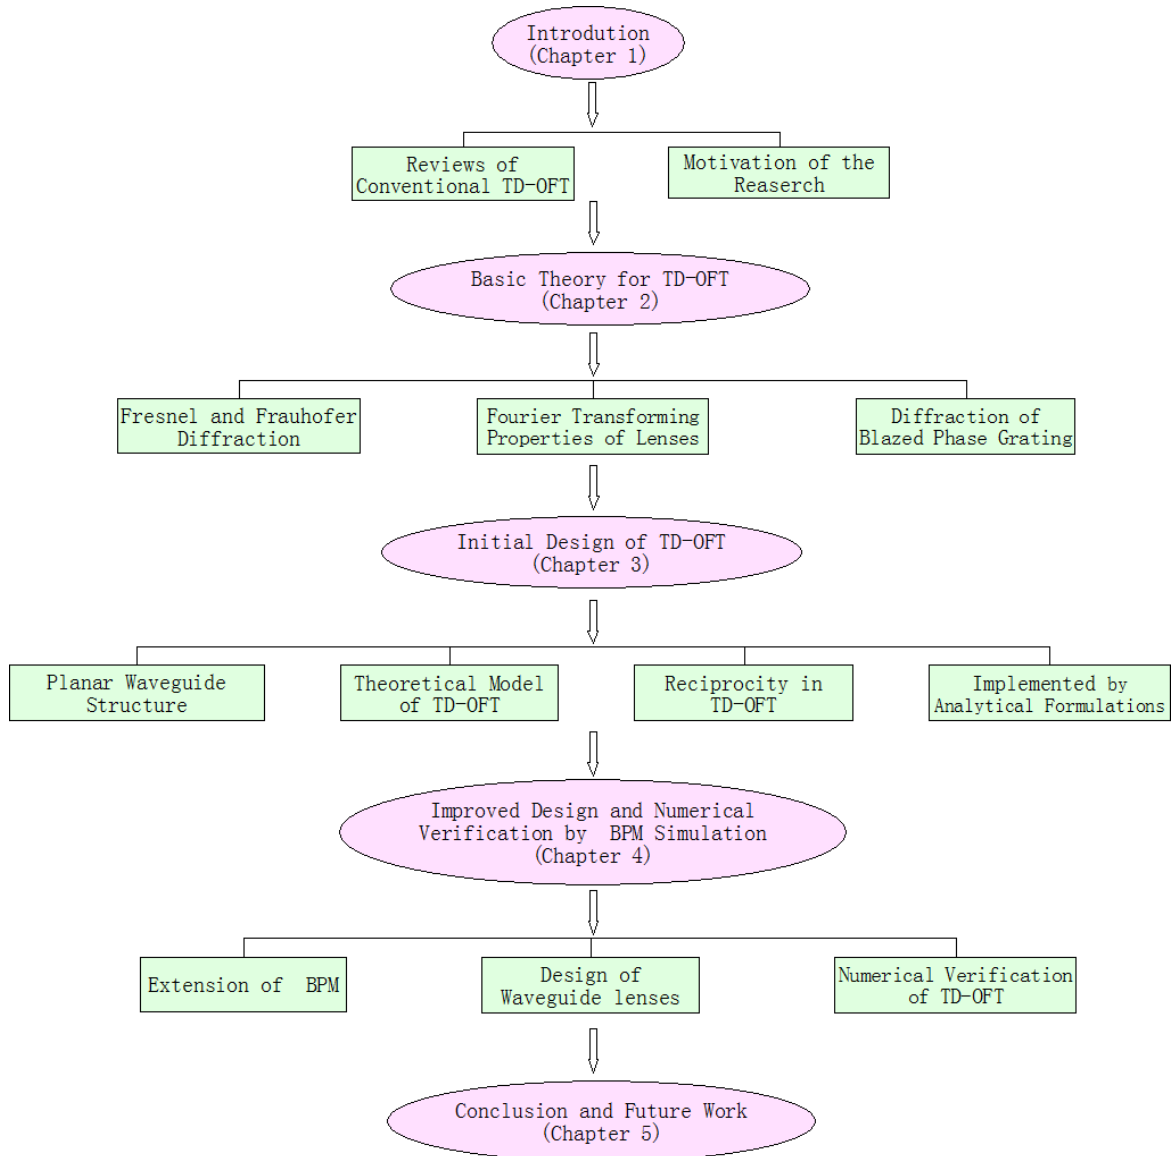 Introdution
(Chapter 1)
Reviews of
Conventional TD-OFT
Motivation of the
Reaserch
Basic Theory for TD-OFT
(Chapter 2)
Fresnel and Frauhofer
Diffraction
Fourier Transforming
Properties of Lenses
Diffraction of
Blazed Phase Grating
Initial Design of TD-OFT
(Chapter 3)
Planar Waveguide
Structure
Theoretical Model
of TD-OFT
Reciprocity in
TD-OFT
Implemented by
Analytical Formulations
Improved Design and Numerical
Verification by  BPM Simulation
(Chapter 4)
Extension of  BPM
Design of
Waveguide lenses
Numerical Verification
of TD-OFT
Conclusion and Future Work
(Chapter 5)